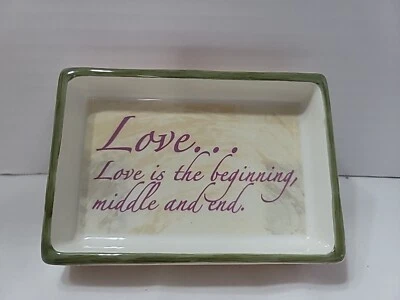 Love...
Love is the beginning,
middle and end.